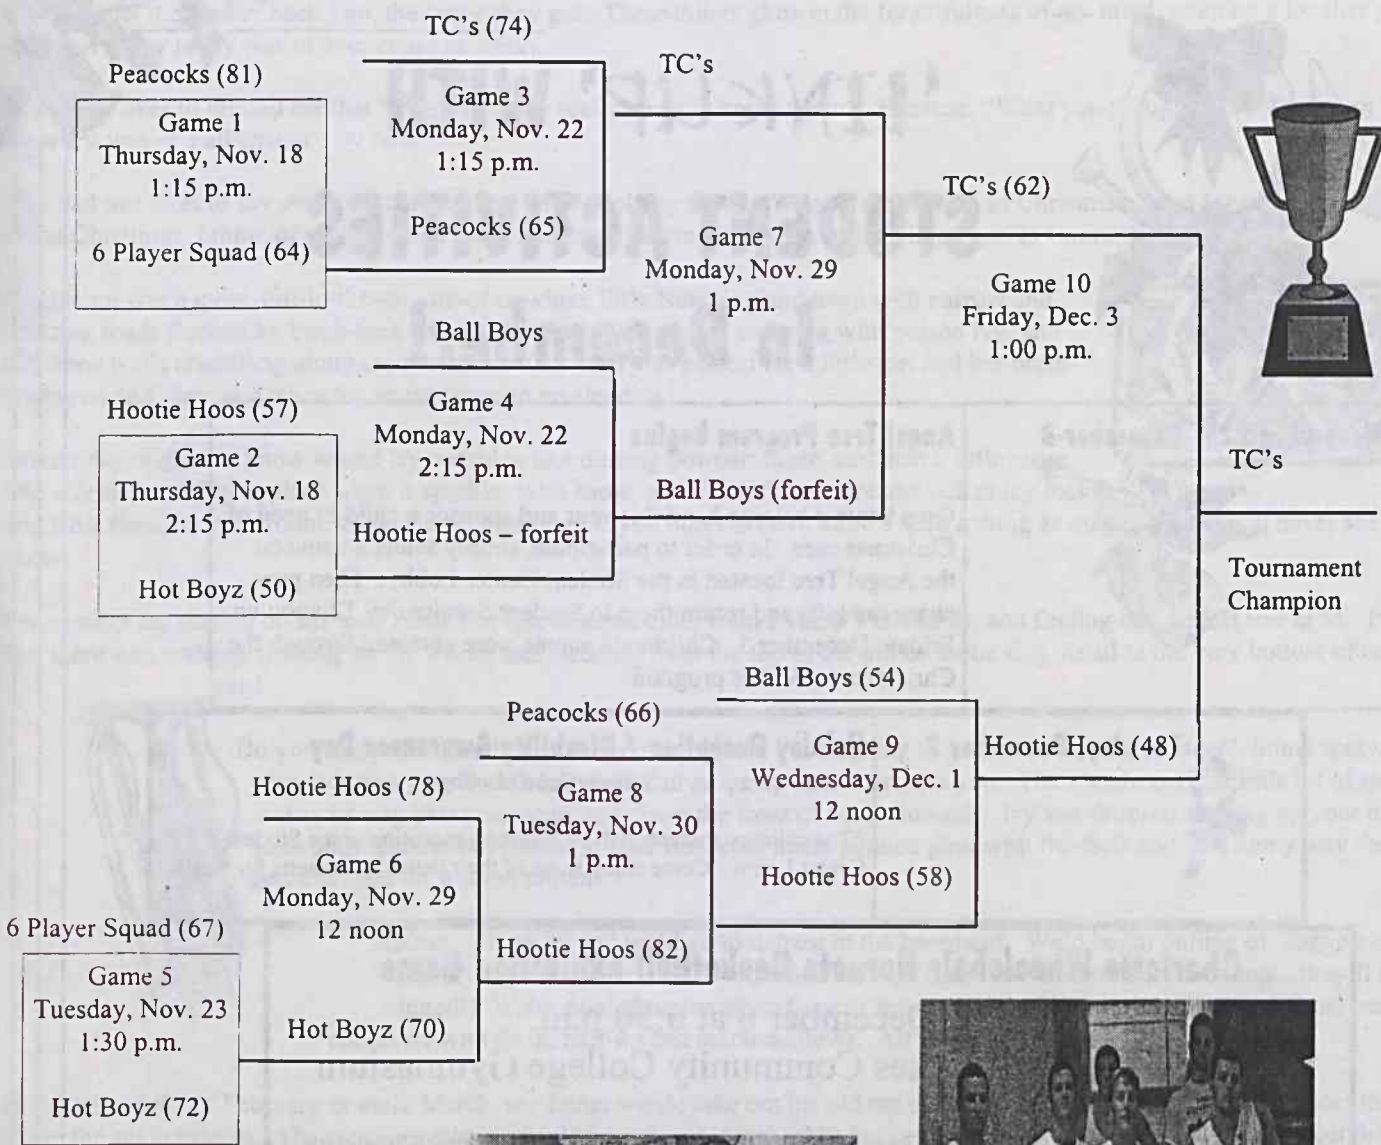 TC's (74)
TC's
Peacocks (81)
Game 1
Thursday, Nov. 18
1:15 p.m.
6 Player Squad (64)
Game 3
Monday, Nov. 22
1:15 p.m.
Peacocks (65)
TC's (62)
Game 7
Monday, Nov. 29
1 p.m.
Game 10
Friday, Dec. 3
1:00 p.m.
Ball Boys
Hootie Hoos (57)
Game 2
Thursday, Nov. 18
2:15 p.m.
Hot Boyz (50)
Game 4
Monday, Nov. 22
2:15 p.m.
Hootie Hoos – forfeit
Ball Boys (forfeit)
TC's
Tournament
Champion
Ball Boys (54)
Peacocks (66)
Game 9
Wednesday, Dec. 1
12 noon
Hootie Hoos (48)
Hootie Hoos (58)
Hootie Hoos (78)
Game 8
Tuesday, Nov. 30
1 p.m.
Hootie Hoos (82)
Game 6
Monday, Nov. 29
12 noon
Hot Boyz (70)
6 Player Squad (67)
Game 5
Tuesday, Nov. 23
1:30 p.m.
Hot Boyz (72)